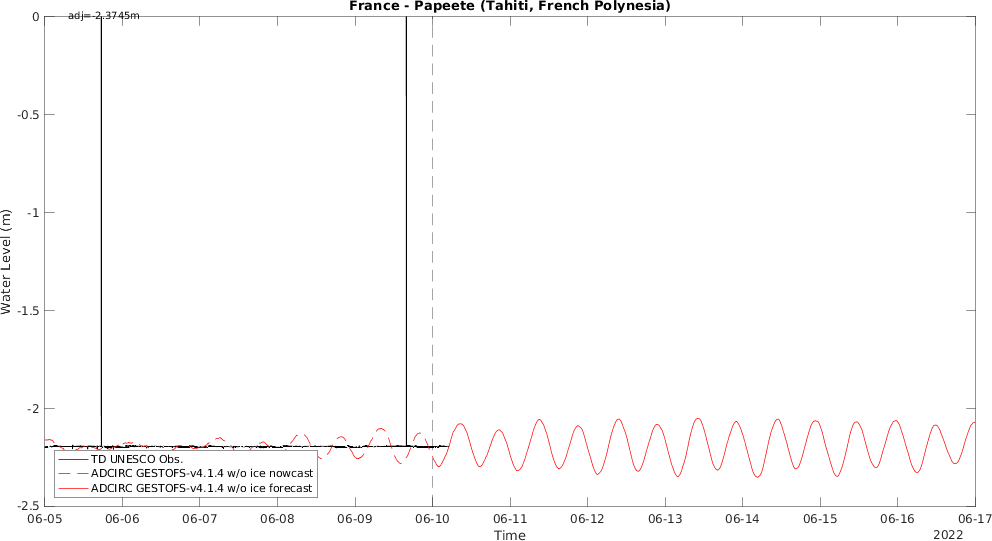 France - Papeete (Tahiti, French Polynesia)
adj=-2.3745m
0
-0.5
-1
-1.5
-2
-2.5
Water Level (m)
TD UNESCO Obs.
ADCIRC GESTOFS-v4.1.4 w/o ice nowcast
ADCIRC GESTOFS-v4.1.4 w/o ice forecast
06-05 06-06 06-07 06-08 06-09 06-10 06-11 06-12 06-13 06-14 06-15 06-16 06-17
Time
2022